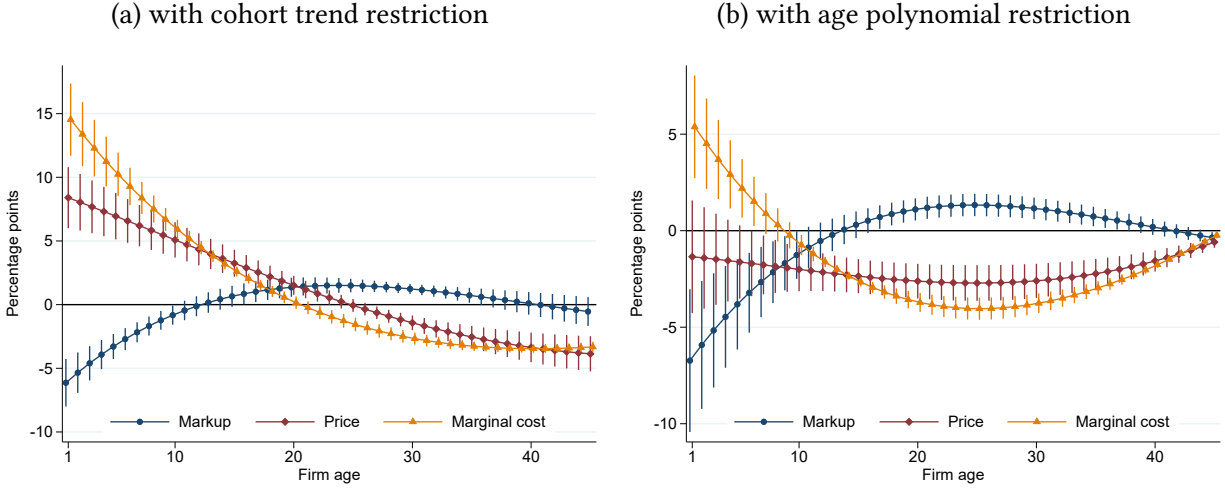 (a) with cohort trend restriction
Percentage points
15
10
5
0
-5
-10
Markup Price Marginal cost
1 10 20 30 40
Firm age
(b) with age polynomial restriction
Percentage points
5
0
-5
-10
Markup Price Marginal cost
1 10 20 30 40
Firm age